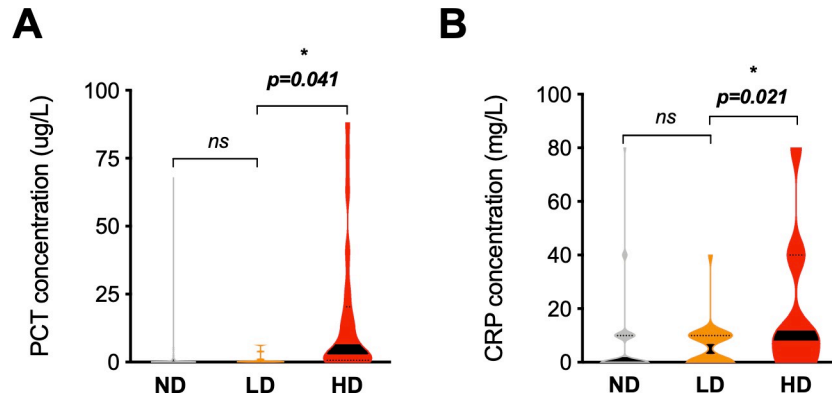 A
PCT concentration (ug/L)
100
75
50
25
0
ns
*
p=0.041
ND
LD
HD
B
CRP concentration (mg/L)
100
80
60
40
20
0
ns
*
p=0.021
ND
LD
HD